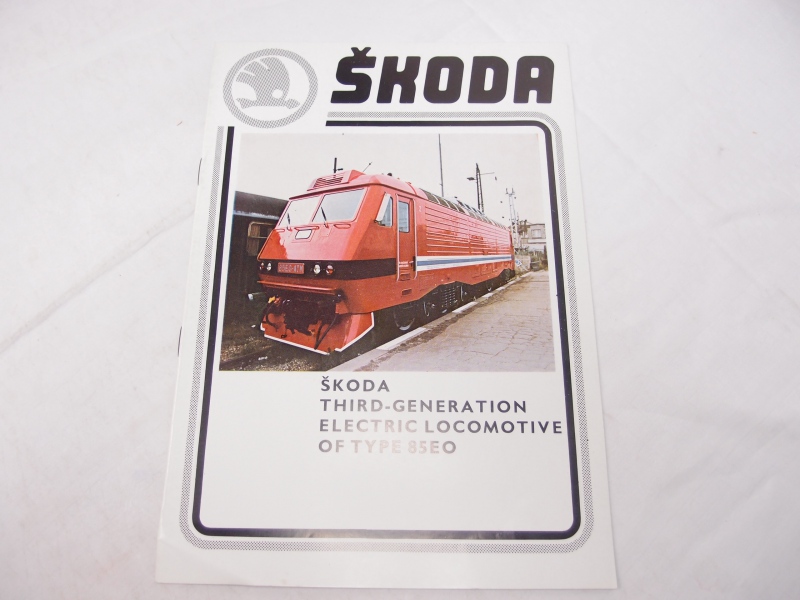 ŠKODA
ŠKODA
THIRD-GENERATION
ELECTRIC LOCOMOTIVE
OF TYPE 85EO